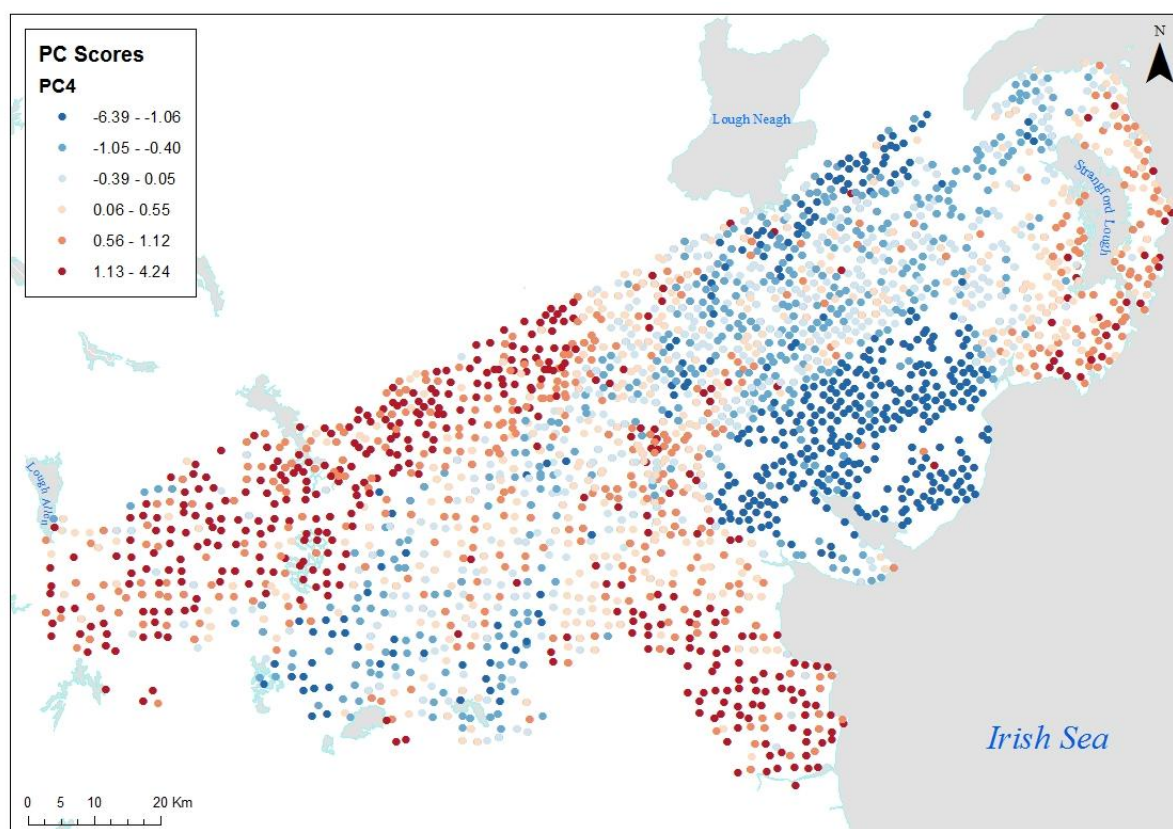 PC Scores
PC4
-6.39 - -1.06
-1.05 - -0.40
-0.39 - 0.05
0.06 - 0.55
0.56 - 1.12
1.13 - 4.24
N
Lough Neagh
Strangford Lough
Lough Allen
Irish Sea
0 5 10 20 Km